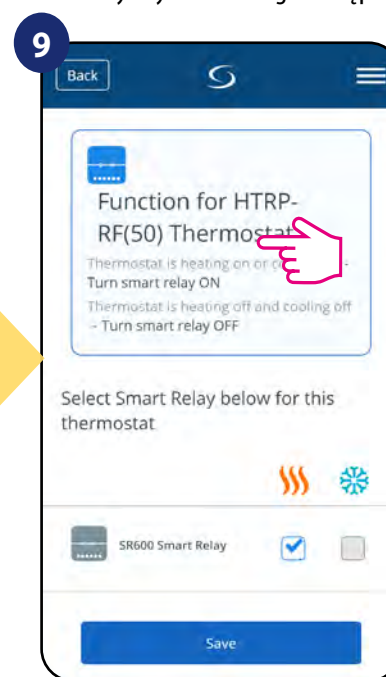 9
Back
Function for HTRP-
RF(50) Thermostat
Thermostat is heating on or -
Turn smart relay ON
Thermostat is heating off and cooling off
- Turn smart relay OFF
Select Smart Relay below for this
thermostat
SR600 Smart Relay
Save